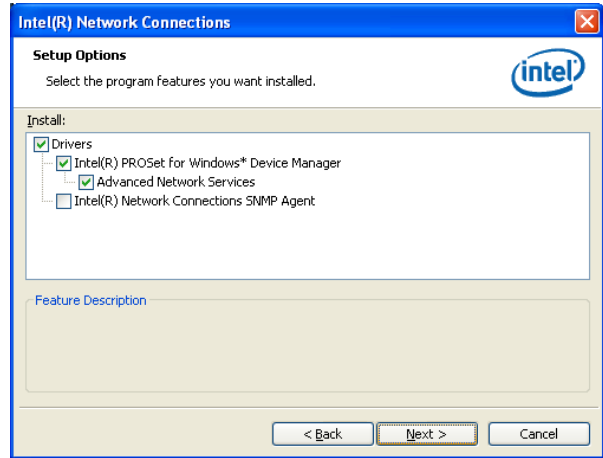 Intel(R) Network Connections
Setup Options
Select the program features you want installed.
intel
Install:
Drivers
Intel(R) PROSet for Windows* Device Manager
Advanced Network Services
Intel(R) Network Connections SNMP Agent
Feature Description
< Back
Next >
Cancel